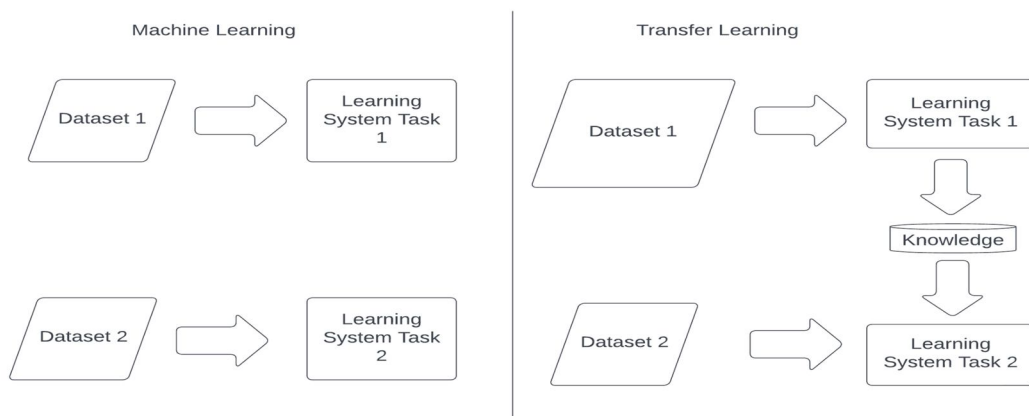 Machine Learning
Dataset 1
Learning
System Task
1
Dataset 2
Learning
System Task
2
Transfer Learning
Dataset 1
Learning
System Task 1
Knowledge
Dataset 2
Learning
System Task 2